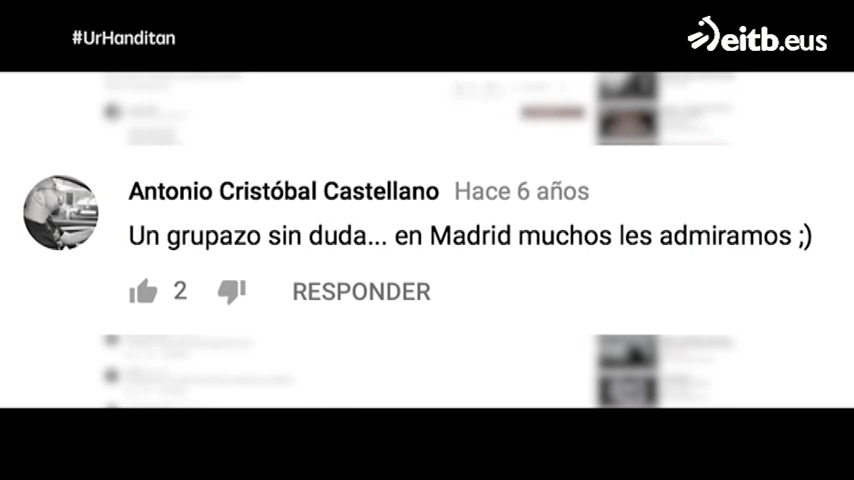 #UrHanditan
eitb.eus
Antonio Cristóbal Castellano Hace 6 años
Un grupazo sin duda... en Madrid muchos les admiramos ;)
2 RESPONDER